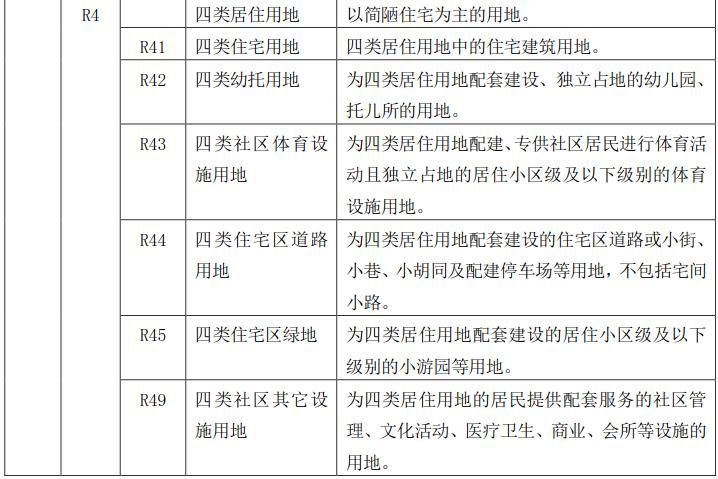 R4 四类居住用地 以简陋住宅为主的用地。
R41 四类住宅用地 四类居住用地中的住宅建筑用地。
R42 四类幼托用地 为四类居住用地配套建设、独立占地的幼儿园、
托儿所的用地。
R43 四类社区体育设 为四类居住用地配建、专供社区居民进行体育活
施用地 动且独立占地的居住小区级及以下级别的体育
设施用地。
R44 四类住宅区道路 为四类居住用地配套建设的住宅区道路或小街、
用地 小巷、小胡同及配建停车场等用地，不包括宅间
小路。
R45 四类住宅区绿地 为四类居住用地配套建设的居住小区级及以下
级别的小游园等用地。
R49 四类社区其它设 为四类居住用地的居民提供配套服务的社区管
施用地 理、文化活动、医疗卫生、商业、会所等设施的
用地。